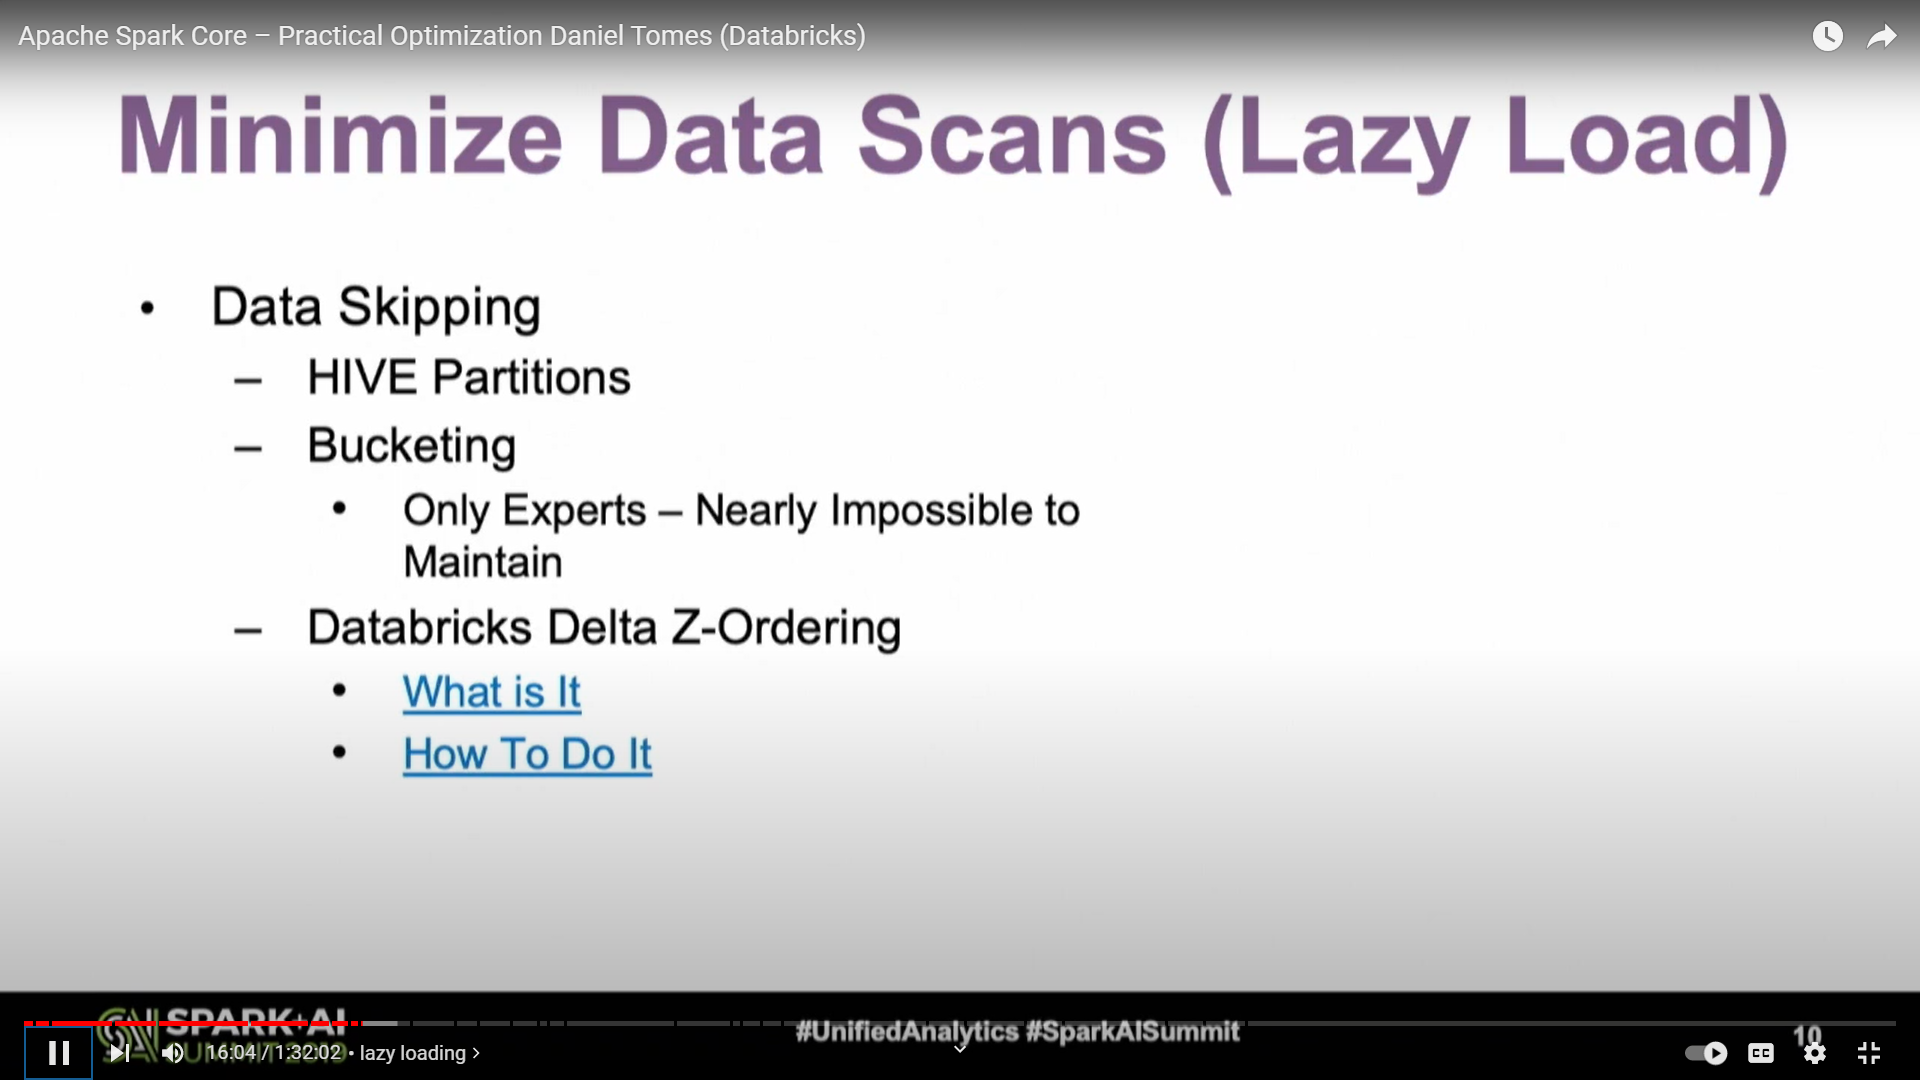 Apache Spark Core – Practical Optimization Daniel Tomes (Databricks)
Minimize Data Scans (Lazy Load)
• Data Skipping
– HIVE Partitions
– Bucketing
• Only Experts – Nearly Impossible to
Maintain
– Databricks Delta Z-Ordering
• What is It
• How To Do It
SPARK+AI
SUMMIT 2019
#UnifiedAnalytics #SparkAISummit
10
16:04 / 1:32:02 • lazy loading ›
CC